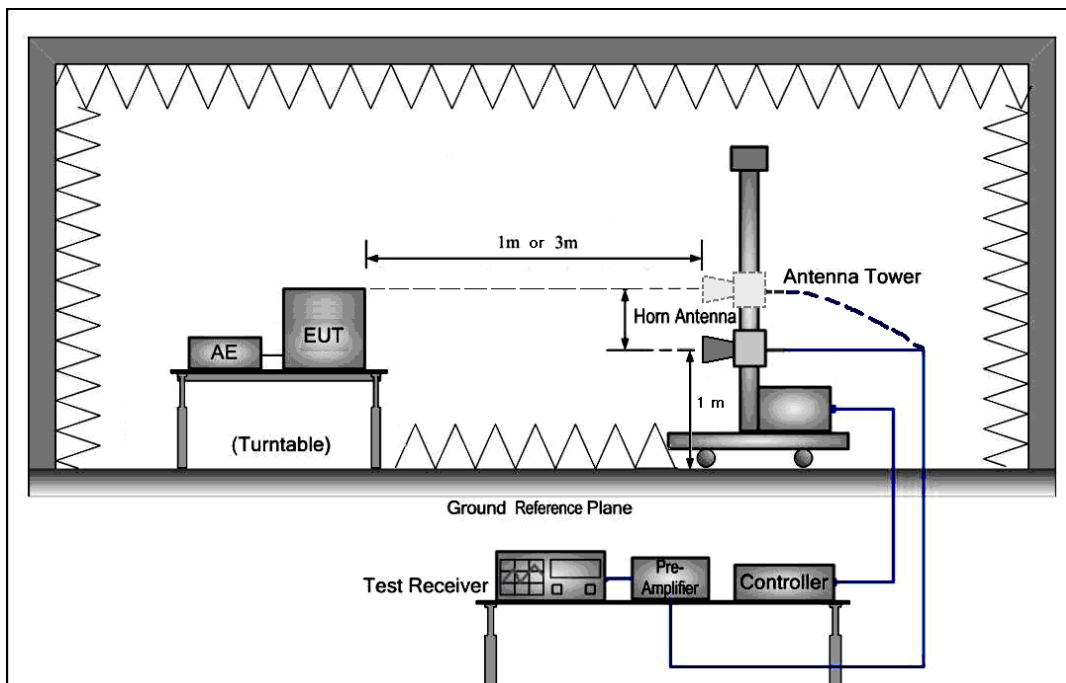 1m or 3m
Antenna Tower
Horn Antenna
EUT
AE
1 m
(Turntable)
Ground Reference Plane
Test Receiver
Pre-
Amplifier
Controller